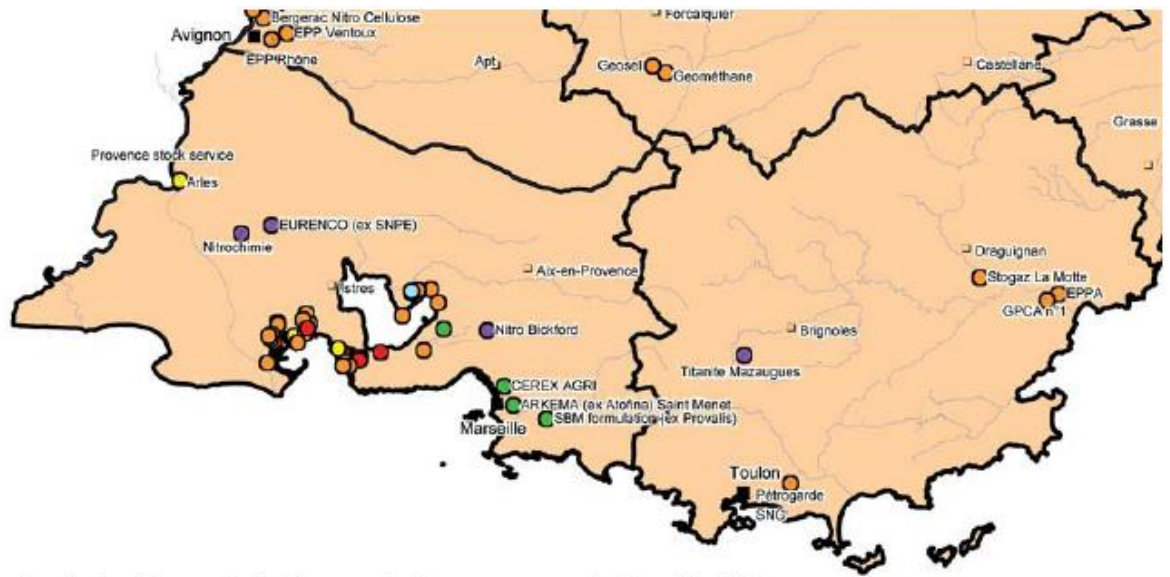 Forcalquier
Bergerac Nitro Cellulose
EPP Ventoux
Avignon
EPP Rhône
Apt
Geosel
Geométhane
Castellane
Grasse
Provence stock service
Arles
EURENCO (ex SNPE)
Nitrochimie
Draguignan
Aix-en-Provence
Stogaz La Motte
Istres
EPPA
GPCA n°1
Nitro Bickford
Brignoles
Titanite Mazaugues
CEREX AGRI
ARKEMA (ex Atofina) Saint Menet
SBM formulation (ex Provalis)
Marseille
Toulon
Pétrogarde
SNG